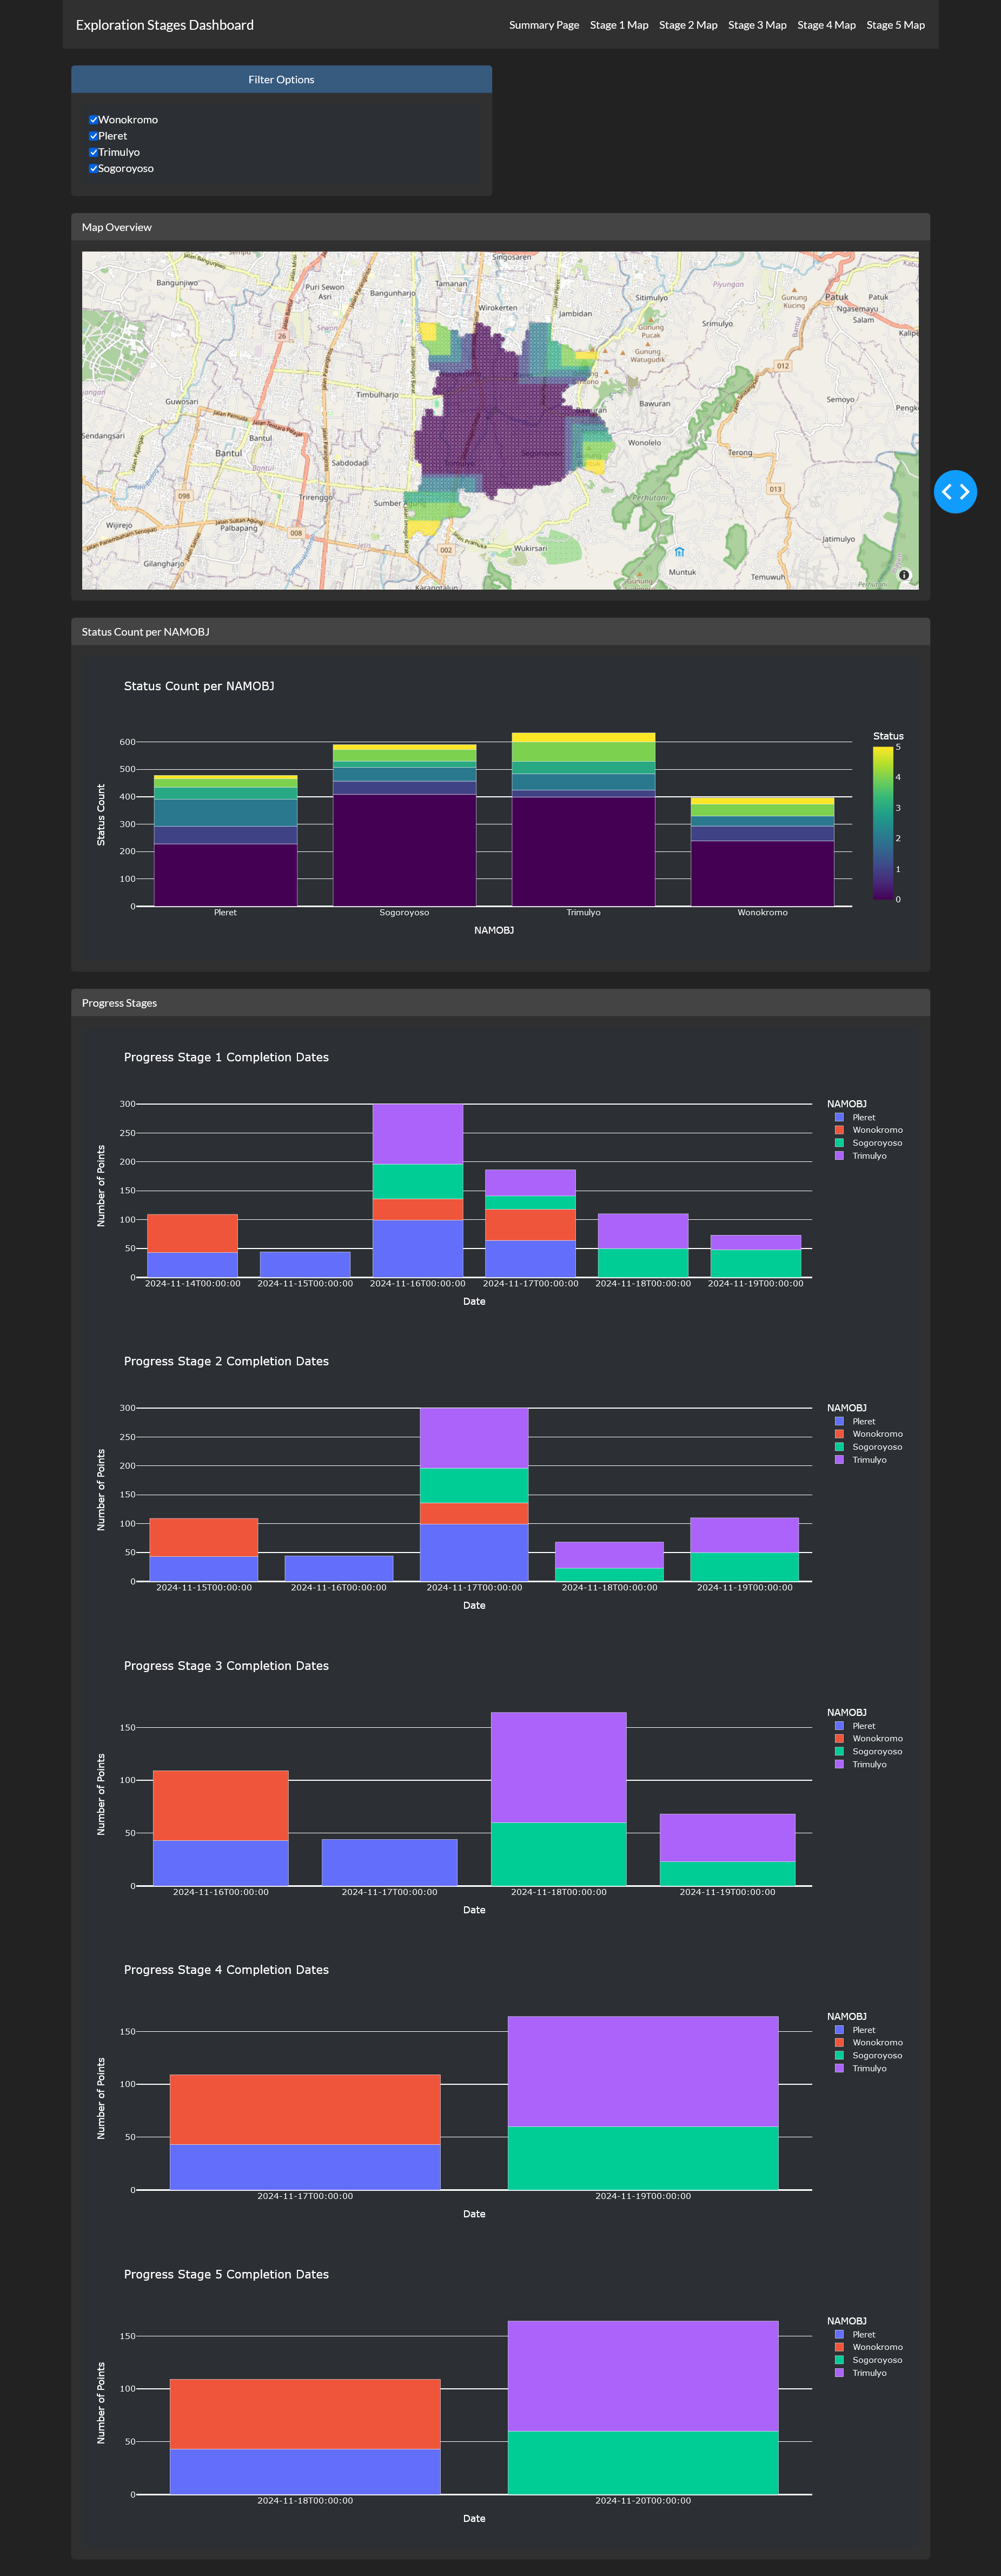 Exploration Stages Dashboard
Summary Page Stage 1 Map Stage 2 Map Stage 3 Map Stage 4 Map Stage 5 Map
Filter Options
Wonokromo
Pleret
Trimulyo
Sogoroyoso
Map Overview
Singosaren
Bangunjiwo
Tamanan
Puri Sewon
Asri
Bangunharjo
Sitimulyo
Piyungan
Gunung
Kucing
Patuk
Patuk
Ngasemayu
Salam
Wirokerten
Jambidan
Gunung
Pucak
Srimulyo
26
Gunung
Watugudik
Kalipe
012
Timbulharjo
Guwosari
Bawuran
Semoyo
Pengk
Sendangsari
Bantul
Bantul
Wonolelo
Terong
Segoroyoso
Sabdodadi
013
098
Trirenggo
Sumber Agung
Perhutani
Wijirejo
Jalan Sultan Agung
Palbapang
008
Jatimulyo
002
Wukirsari
Gilangharjo
Muntuk
Temuwuh
Karangtalun
Gunung
Status Count per NAMOBJ
Status Count per NAMOBJ
Status
600
500
400
300
200
100
0
5
4
3
2
1
0
Status Count
Pleret Sogoroyoso Trimulyo Wonokromo
NAMOBJ
Progress Stages
Progress Stage 1 Completion Dates
300
250
200
150
100
50
0
Number of Points
NAMOBJ
Pleret
Wonokromo
Sogoroyoso
Trimulyo
2024-11-14T00:00:00 2024-11-15T00:00:00 2024-11-16T00:00:00 2024-11-17T00:00:00 2024-11-18T00:00:00 2024-11-19T00:00:00
Date
Progress Stage 2 Completion Dates
300
250
200
150
100
50
0
Number of Points
NAMOBJ
Pleret
Wonokromo
Sogoroyoso
Trimulyo
2024-11-15T00:00:00 2024-11-16T00:00:00 2024-11-17T00:00:00 2024-11-18T00:00:00 2024-11-19T00:00:00
Date
Progress Stage 3 Completion Dates
150
100
50
0
Number of Points
NAMOBJ
Pleret
Wonokromo
Sogoroyoso
Trimulyo
2024-11-16T00:00:00 2024-11-17T00:00:00 2024-11-18T00:00:00 2024-11-19T00:00:00
Date
Progress Stage 4 Completion Dates
150
100
50
0
Number of Points
NAMOBJ
Pleret
Wonokromo
Sogoroyoso
Trimulyo
2024-11-17T00:00:00 2024-11-19T00:00:00
Date
Progress Stage 5 Completion Dates
150
100
50
0
Number of Points
NAMOBJ
Pleret
Wonokromo
Sogoroyoso
Trimulyo
2024-11-18T00:00:00 2024-11-20T00:00:00
Date